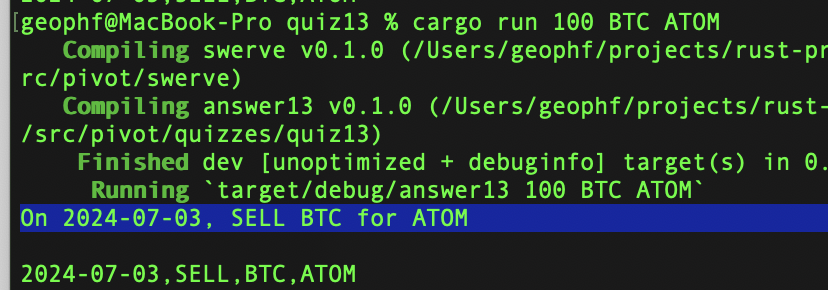 [geophf@MacBook-Pro quiz13 % cargo run 100 BTC ATOM
Compiling swerve v0.1.0 (/Users/geophf/projects/rust-pr
rc/pivot/swerve)
Compiling answer13 v0.1.0 (/Users/geophf/projects/rust-
/src/pivot/quizzes/quiz13)
Finished dev [unoptimized + debuginfo] target(s) in 0.
Running `target/debug/answer13 100 BTC ATOM`
On 2024-07-03, SELL BTC for ATOM
2024-07-03,SELL,BTC,ATOM